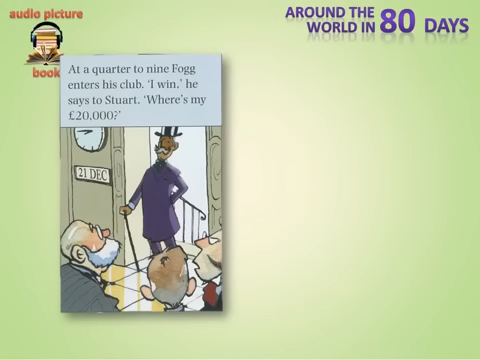 audio picture
book
AROUND THE
WORLD IN 80 DAYS
At a quarter to nine Fogg
enters his club. ‘I win,’ he
says to Stuart. ‘Where’s my
£20,000?’
21 DEC